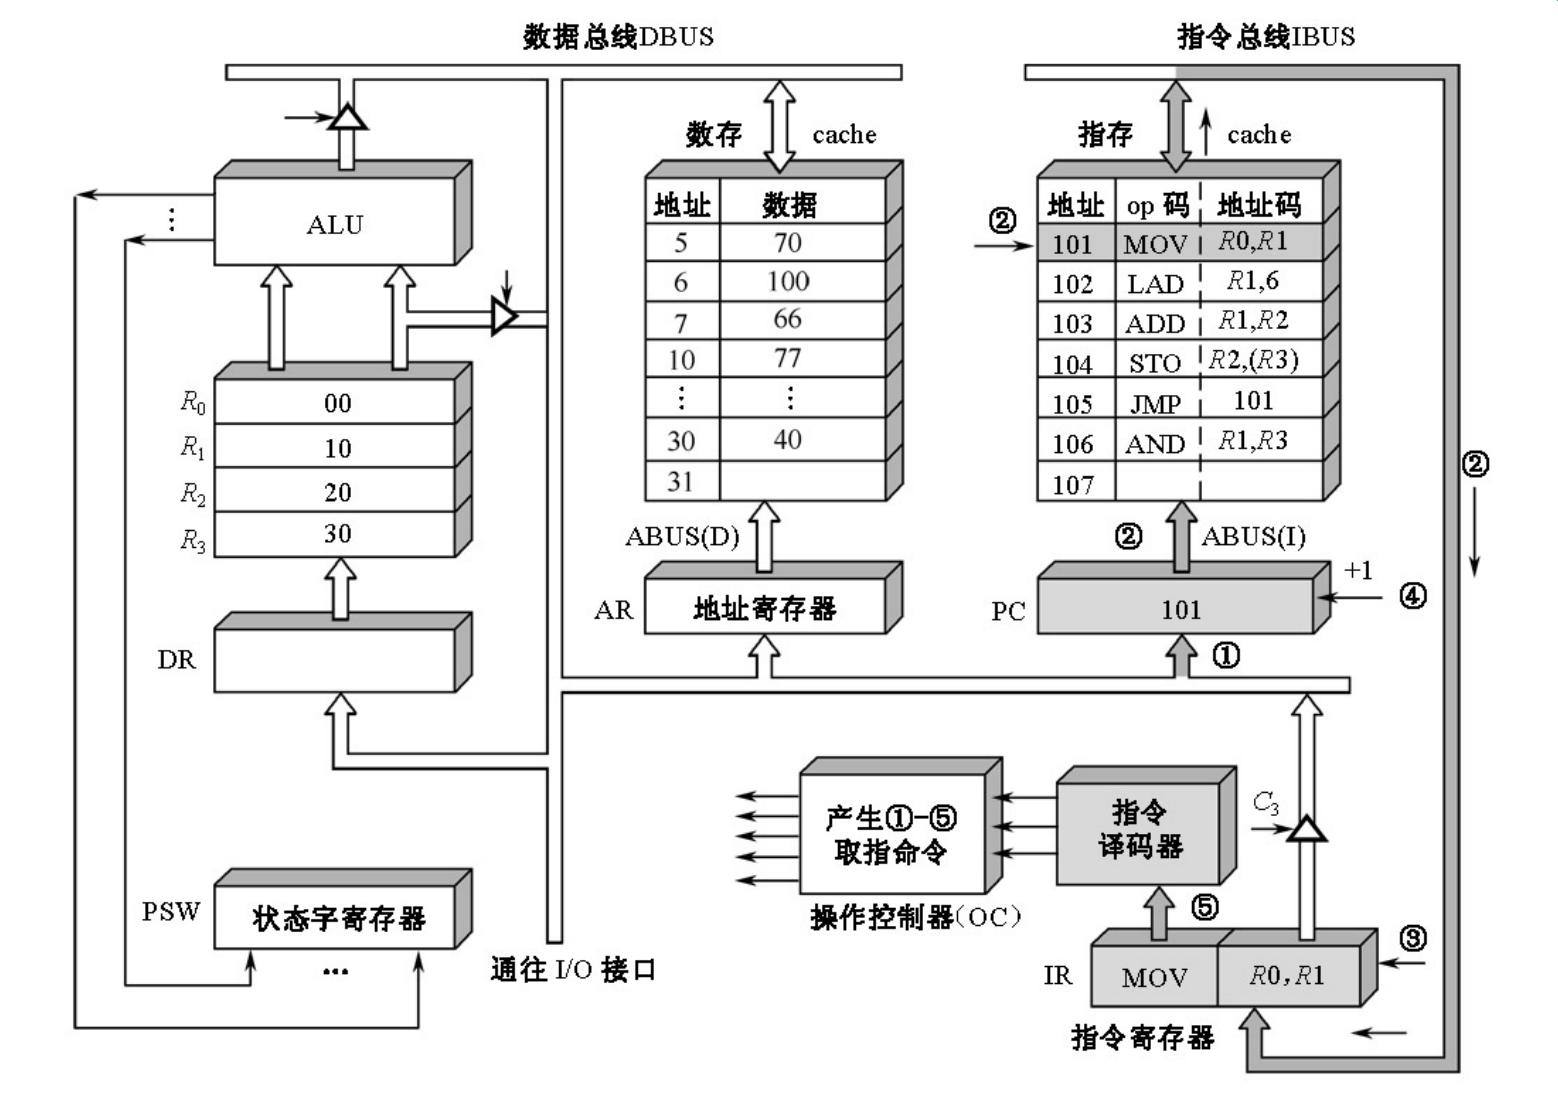 数据总线DBUS
指令总线IBUS
数存 cache
指存 cache
ALU
⋮
地址 数据
5 70
6 100
7 66
10 77
⋮ ⋮
30 40
31
②
地址 op 码 地址码
101 MOV R0,R1
102 LAD R1,6
103 ADD R1,R2
104 STO R2,(R3)
105 JMP 101
106 AND R1,R3
107
R₀ 00
R₁ 10
R₂ 20
R₃ 30
②
ABUS(D)
② ABUS(I)
AR 地址寄存器
PC 101
+1
④
①
DR
产生①-⑤
取指命令
操作控制器(OC)
指令
译码器
C₃
⑤
③
PSW 状态字寄存器
…
通往 I/O 接口
IR MOV R0, R1
指令寄存器